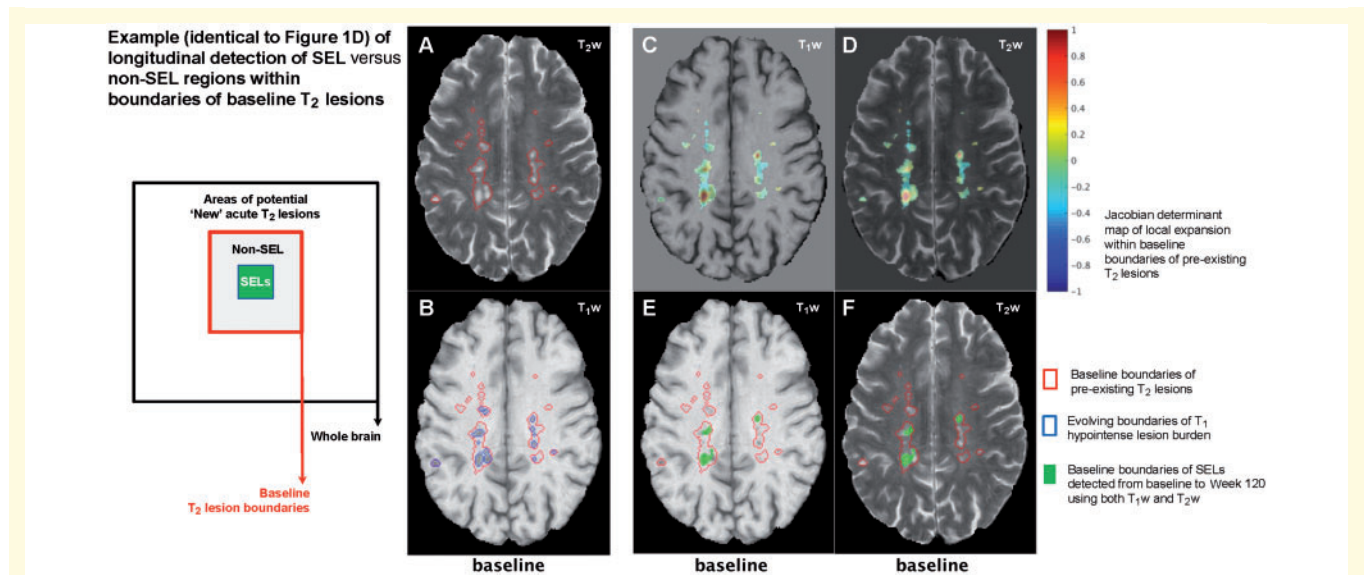 Example (identical to Figure 1D) of
longitudinal detection of SEL versus
non-SEL regions within
boundaries of baseline T2 lesions
Areas of potential
‘New’ acute T2 lesions
Non-SEL
SELs
Whole brain
Baseline
T2 lesion boundaries
A
T2w
B
T1w
baseline
C
T1w
D
T2w
E
T1w
baseline
F
T2w
baseline
1
0.8
0.6
0.4
0.2
0
−0.2
−0.4
−0.6
−0.8
−1
Jacobian determinant
map of local expansion
within baseline
boundaries of pre-existing
T2 lesions
Baseline boundaries of
pre-existing T2 lesions
Evolving boundaries of T1
hypointense lesion burden
Baseline boundaries of SELs
detected from baseline to Week 120
using both T1w and T2w